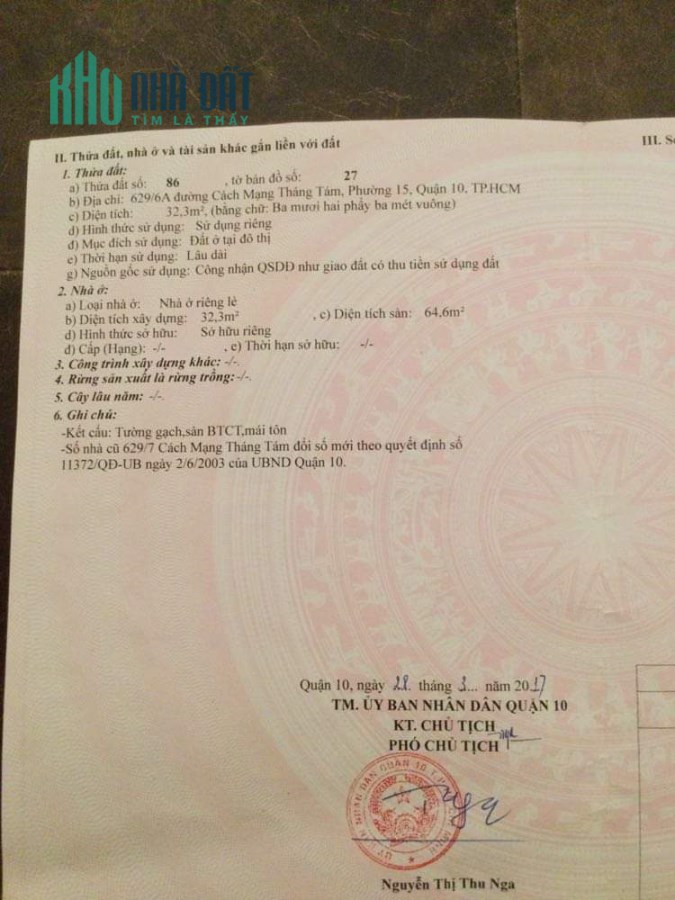 KHO NHÀ ĐẤT
TÌM LÀ THẤY
II. Thửa đất, nhà ở và tài sản khác gắn liền với đất
III. S
1. Thửa đất:
a) Thửa đất số: 86 , tờ bản đồ số: 27
b) Địa chỉ: 629/6A đường Cách Mạng Tháng Tám, Phường 15, Quận 10, TP.HCM
c) Diện tích: 32,3m², (bằng chữ: Ba mươi hai phẩy ba mét vuông)
d) Hình thức sử dụng: Sử dụng riêng
đ) Mục đích sử dụng: Đất ở tại đô thị
e) Thời hạn sử dụng: Lâu dài
g) Nguồn gốc sử dụng: Công nhận QSDĐ như giao đất có thu tiền sử dụng đất
2. Nhà ở:
a) Loại nhà ở: Nhà ở riêng lẻ
b) Diện tích xây dựng: 32,3m² , c) Diện tích sàn: 64,6m²
d) Hình thức sở hữu: Sở hữu riêng
đ) Cấp (Hạng): -/- , e) Thời hạn sở hữu: -/-
3. Công trình xây dựng khác: -/-.
4. Rừng sản xuất là rừng trồng:-/-.
5. Cây lâu năm: -/-.
6. Ghi chú:
-Kết cấu: Tường gạch,sàn BTCT,mái tôn
-Số nhà cũ 629/7 Cách Mạng Tháng Tám đổi số mới theo quyết định số
11372/QĐ-UB ngày 2/6/2003 của UBND Quận 10.
Quận 10, ngày 28 tháng 3... năm 2017
TM. ỦY BAN NHÂN DÂN QUẬN 10
KT. CHỦ TỊCH
PHÓ CHỦ TỊCH
Nguyễn Thị Thu Nga